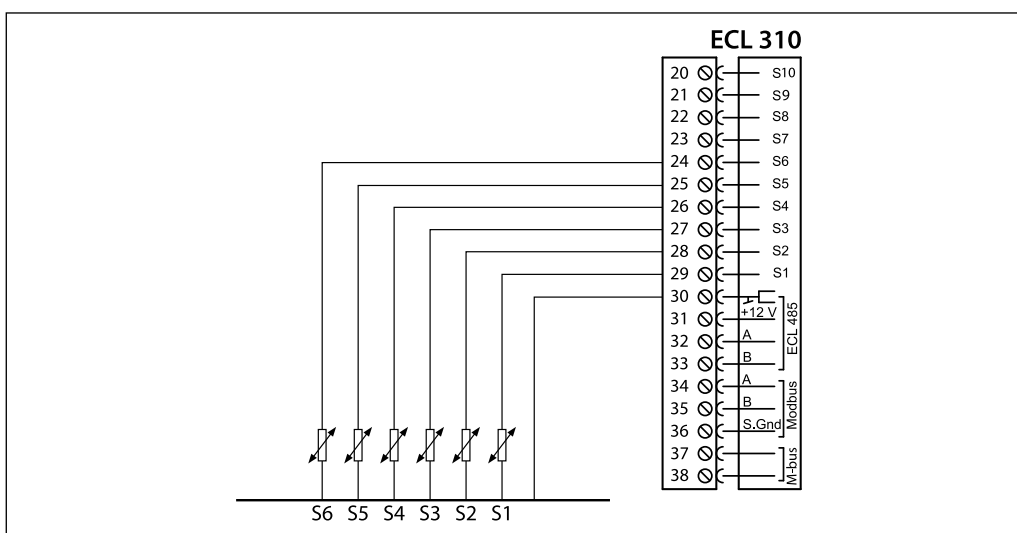 ECL 310
20 S10
21 S9
22 S8
23 S7
24 S6
25 S5
26 S4
27 S3
28 S2
29 S1
30
31 +12 V
32 A
33 B
ECL 485
34 A
35 B
36 S.Gnd
Modbus
37
38
M-bus
S6 S5 S4 S3 S2 S1